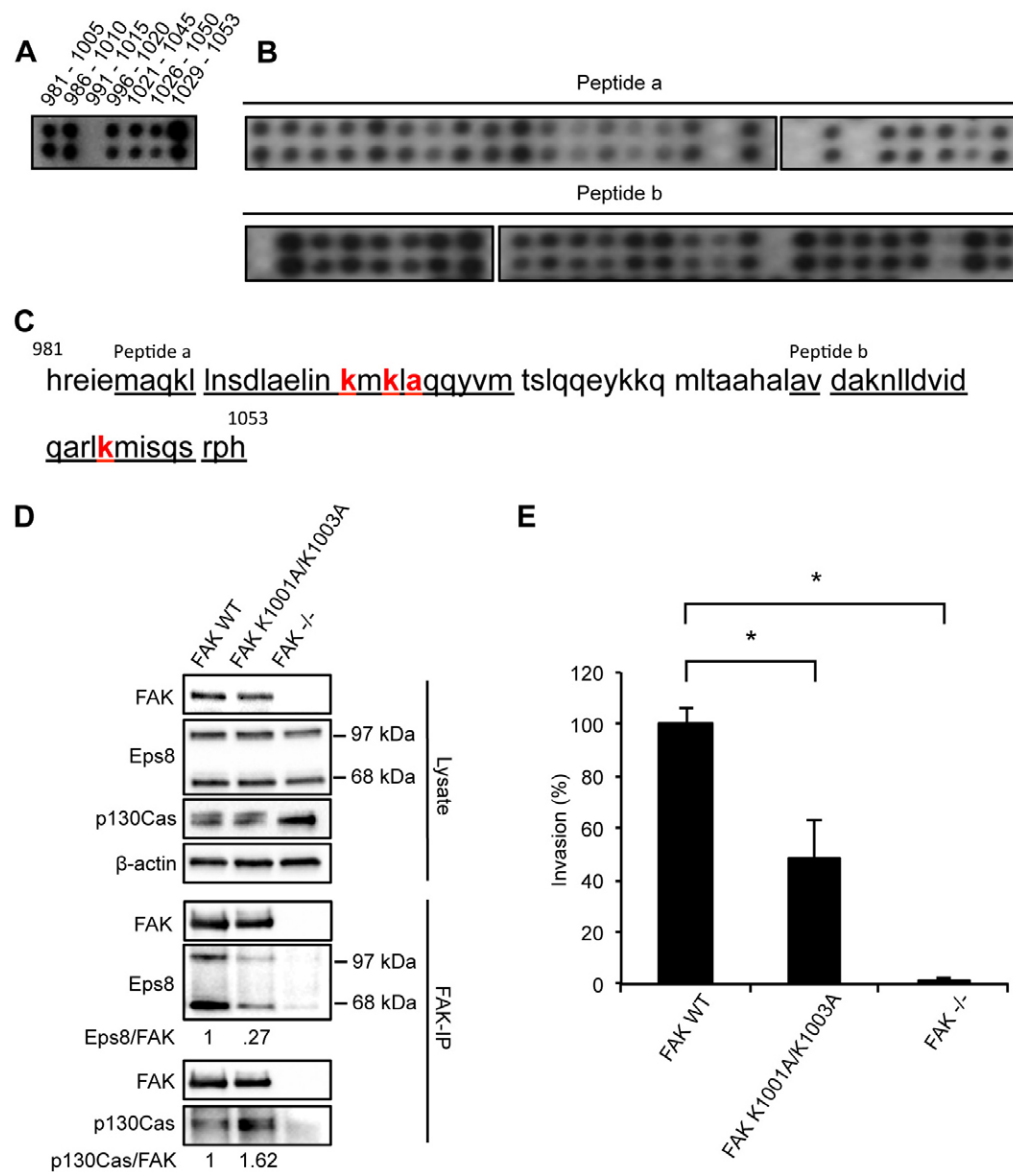 A
981 - 1005
986 - 1010
991 - 1015
996 - 1020
1021 - 1045
1026 - 1050
1029 - 1053
B
Peptide a
Peptide b
C
981
Peptide a
Peptide b
hreiemaqkl lnsdlaelin kmklaqqyvm tslqqeykkq mltaahalav daknlldvid
1053
qarlkmisqs rph
D
FAK WT
FAK K1001A/K1003A
FAK -/-
FAK
Eps8
97 kDa
68 kDa
p130Cas
β-actin
Lysate
FAK
Eps8
97 kDa
68 kDa
Eps8/FAK 1 .27
FAK
p130Cas
p130Cas/FAK 1 1.62
FAK-IP
E
*
*
Invasion (%)
120
100
80
60
40
20
0
FAK WT
FAK K1001A/K1003A
FAK -/-